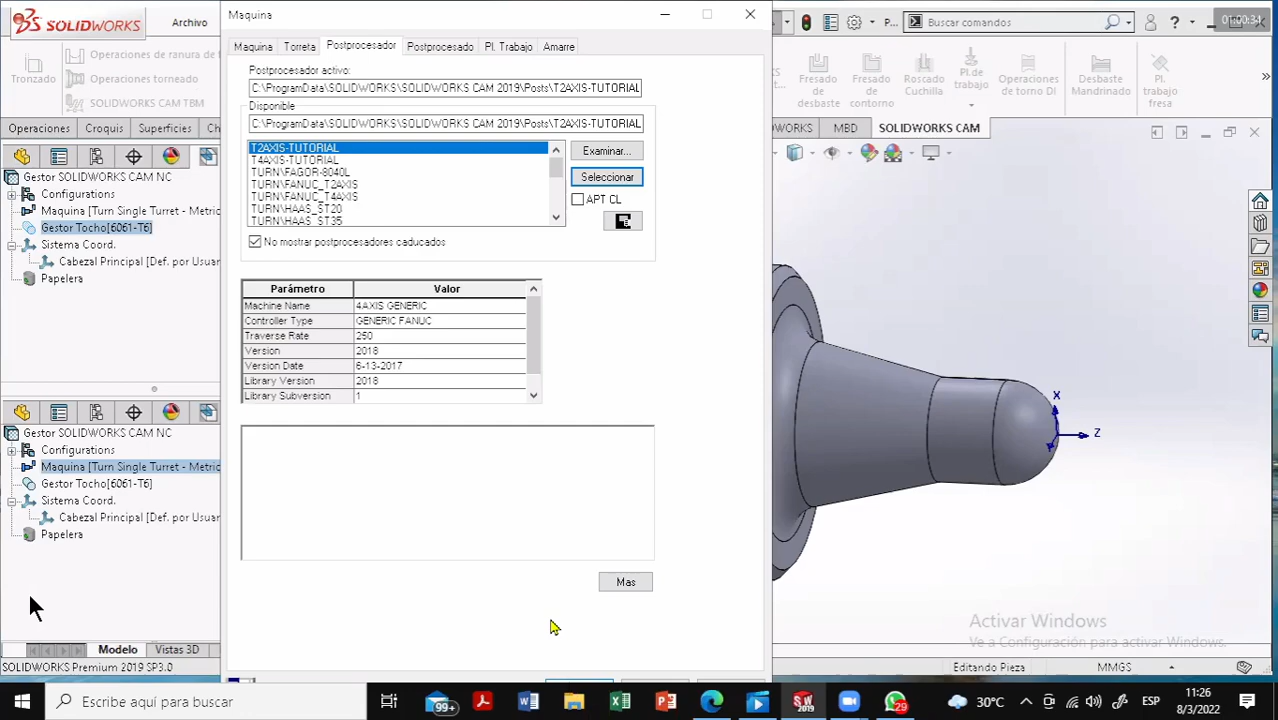 SOLIDWORKS
Archivo
Maquina
P...
Buscar comandos
01:00:34
Tronzado
Operaciones de ranura de
Operaciones torneado
SOLIDWORKS CAM TBM
Fresado de desbaste
Fresado de contorno
Roscado Cuchilla
Pl.de trabajo
Operaciones de torno DI
Desbaste Mandrinado
Pl. trabajo fresa
Operaciones
Croquis
Superficies
Ch
WORKS
MBD
SOLIDWORKS CAM
Gestor SOLIDWORKS CAM NC
Configurations
Maquina [Turn Single Turret - Metric
Gestor Tocho[6061-T6]
Sistema Coord.
Cabezal Principal [Def. por Usuar
Papelera
Gestor SOLIDWORKS CAM NC
Configurations
Maquina [Turn Single Turret - Metric
Gestor Tocho[6061-T6]
Sistema Coord.
Cabezal Principal [Def. por Usuar
Papelera
Maquina
Torreta
Postprocesador
Postprocesado
Pl. Trabajo
Amarre
Postprocesador activo:
C:\ProgramData\SOLIDWORKS\SOLIDWORKS CAM 2019\Posts\T2AXIS-TUTORIAL
Disponible
C:\ProgramData\SOLIDWORKS\SOLIDWORKS CAM 2019\Posts\T2AXIS-TUTORIAL
T2AXIS-TUTORIAL
T4AXIS-TUTORIAL
TURN\FAGOR-8040L
TURN\FANUC_T2AXIS
TURN\FANUC_T4AXIS
TURN\HAAS_ST20
TURN\HAAS_ST35
Examinar...
Seleccionar
APT CL
No mostrar postprocesadores caducados
Parámetro Valor
Machine Name 4AXIS GENERIC
Controller Type GENERIC FANUC
Traverse Rate 250
Version 2018
Version Date 6-13-2017
Library Version 2018
Library Subversion 1
Mas
X
Z
Y
Activar Windows
Ve a Configuración para activar Windows.
Modelo
Vistas 3D
SOLIDWORKS Premium 2019 SP3.0
Editando Pieza
MMGS
Escribe aquí para buscar
99+
SW 2019
29
30°C
ESP
11:26
8/3/2022